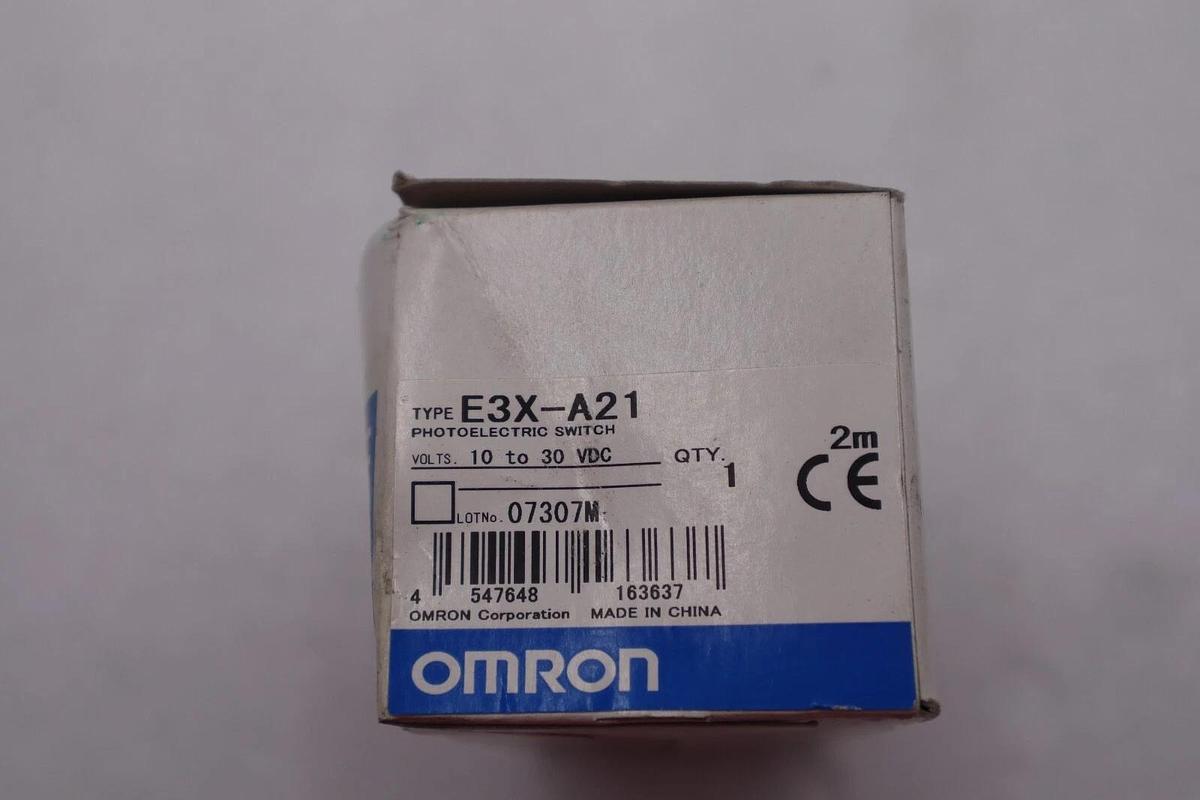 TYPE E3X-A21
PHOTOELECTRIC SWITCH
2m
VOLTS. 10 to 30 VDC QTY. 1
CE
LOTNo. 07307M
4 547648 163637
OMRON Corporation MADE IN CHINA
OMRON